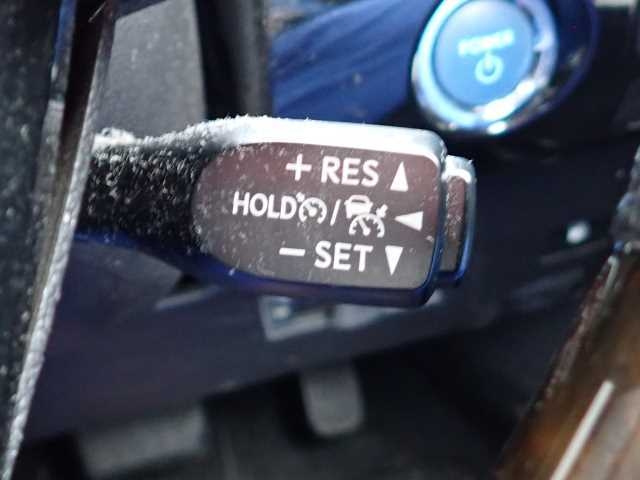 POWER
+ RES
HOLD /
- SET